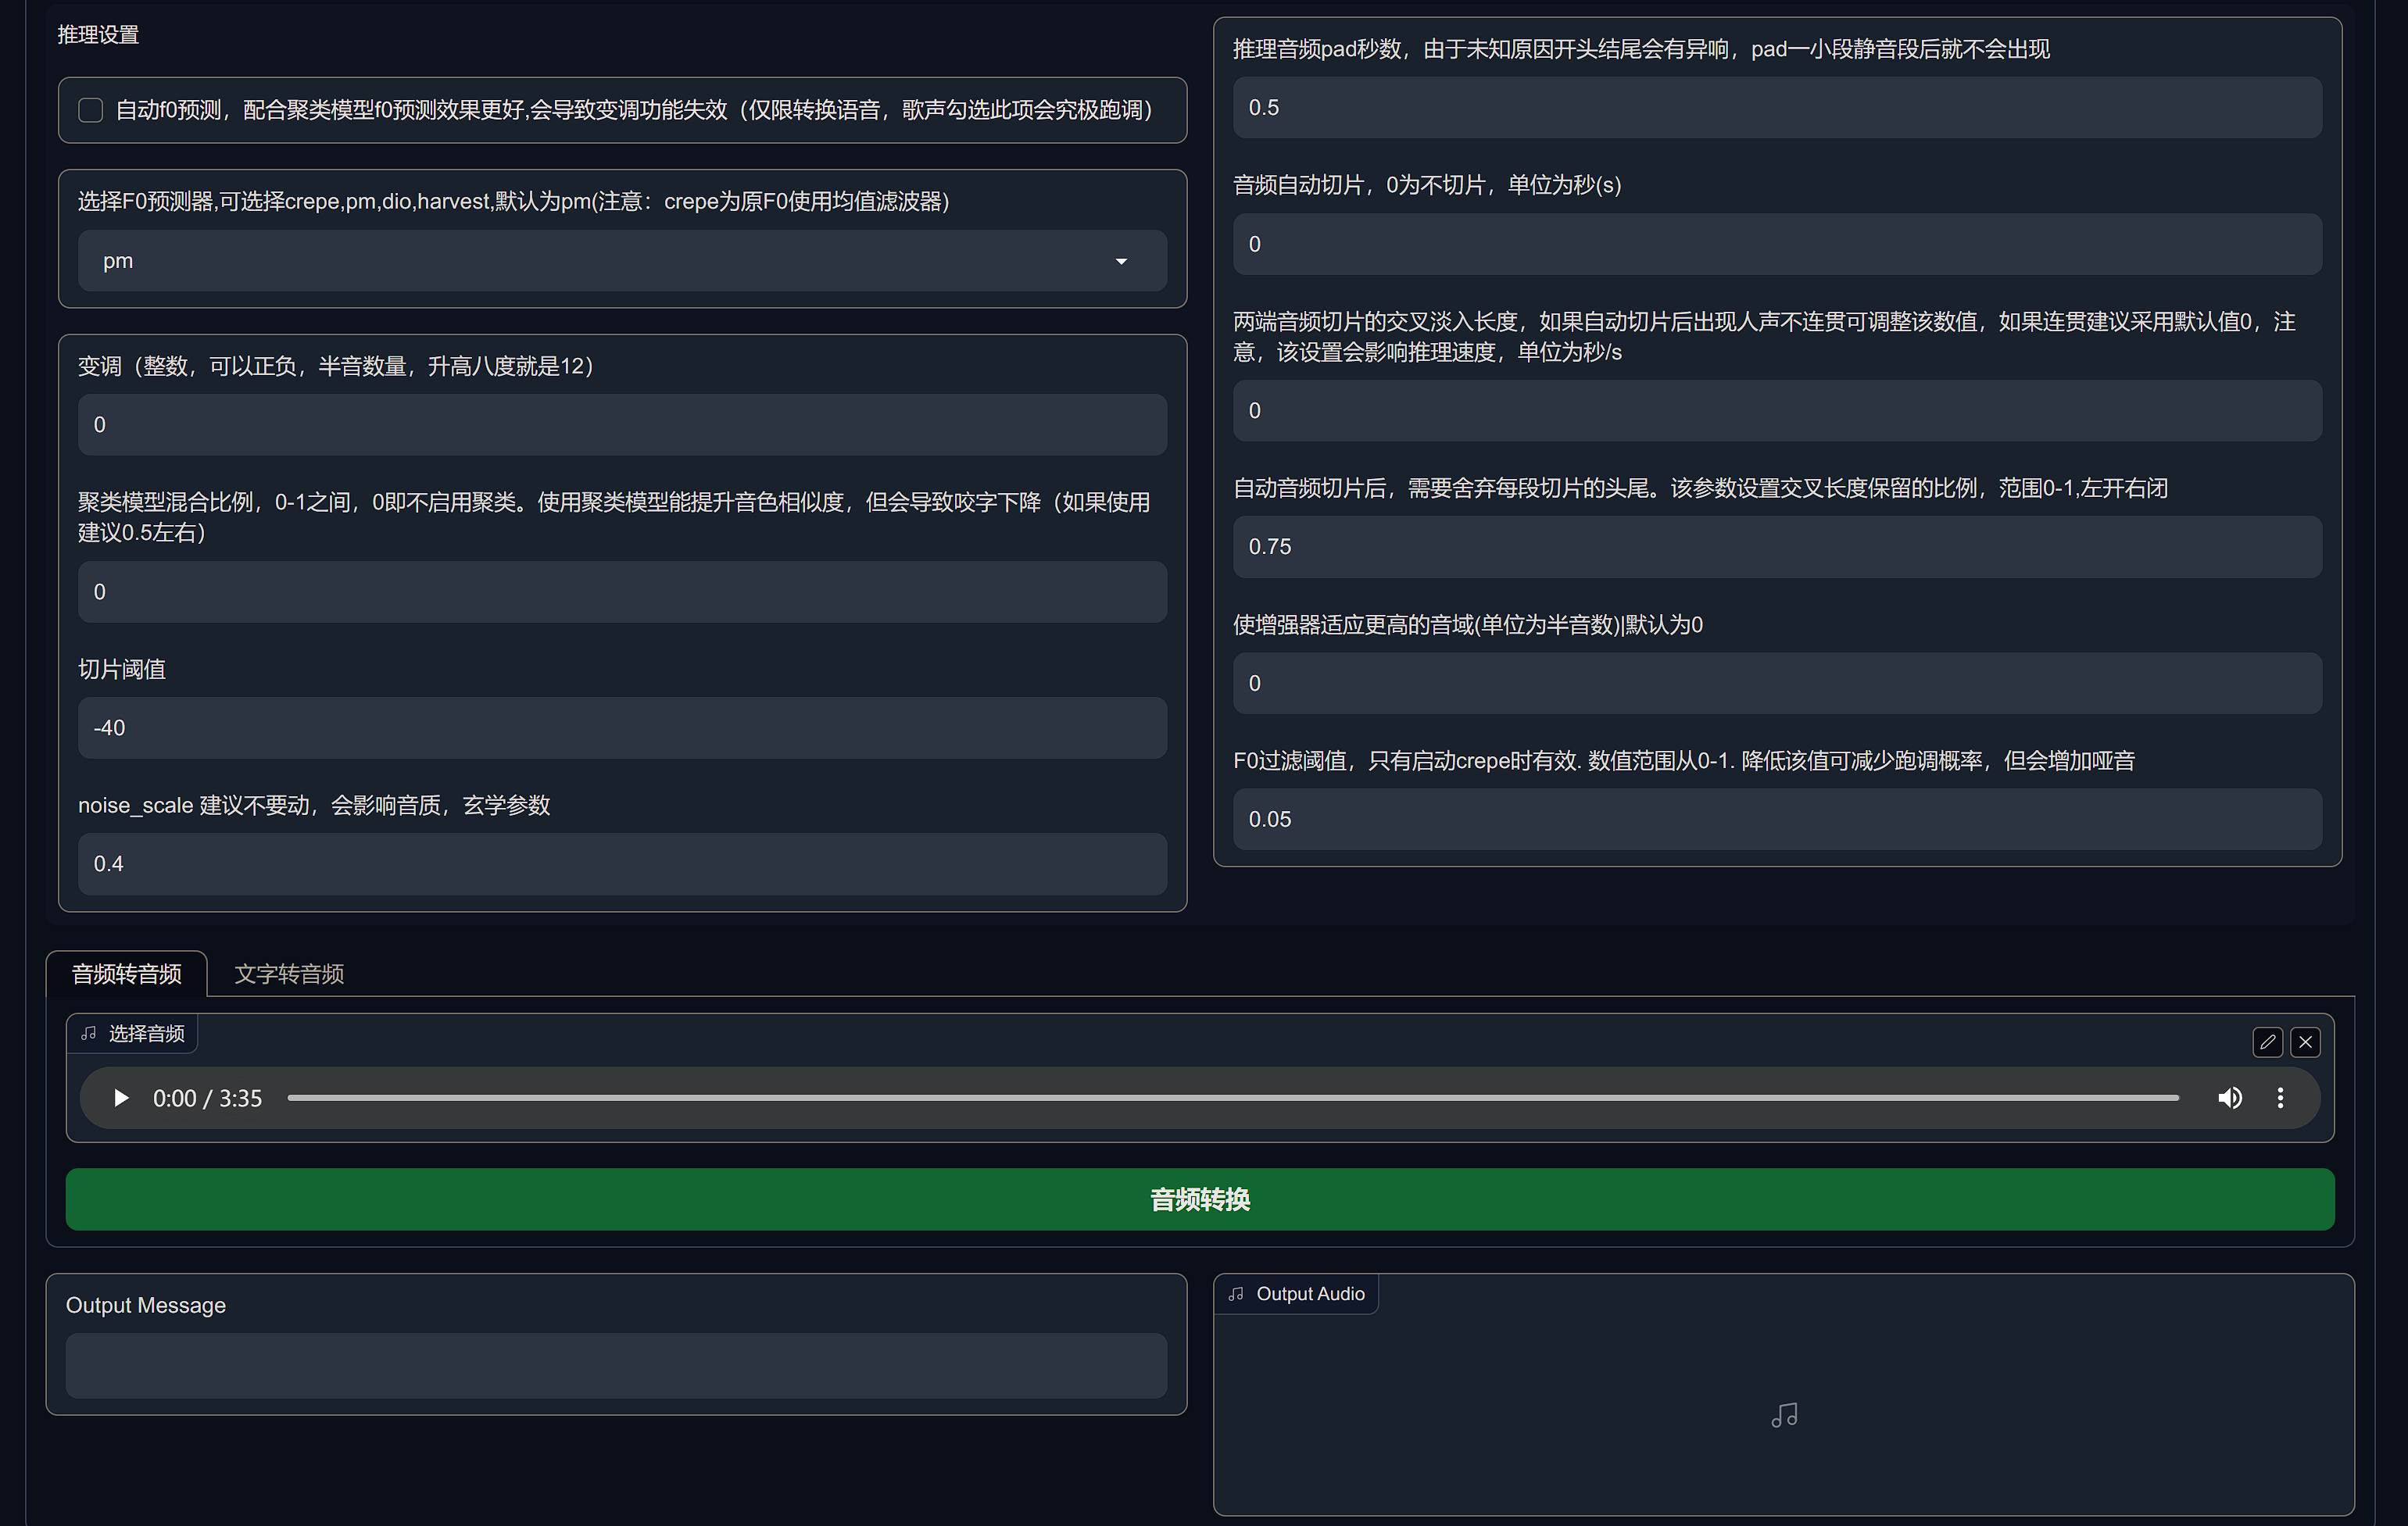 推理设置
自动f0预测，配合聚类模型f0预测效果更好,会导致变调功能失效（仅限转换语音，歌声勾选此项会究极跑调）
选择F0预测器,可选择crepe,pm,dio,harvest,默认为pm(注意：crepe为原F0使用均值滤波器)
pm
变调（整数，可以正负，半音数量，升高八度就是12）
0
聚类模型混合比例，0-1之间，0即不启用聚类。使用聚类模型能提升音色相似度，但会导致咬字下降（如果使用
建议0.5左右）
0
切片阈值
-40
noise_scale 建议不要动，会影响音质，玄学参数
0.4
推理音频pad秒数，由于未知原因开头结尾会有异响，pad一小段静音段后就不会出现
0.5
音频自动切片，0为不切片，单位为秒(s)
0
两端音频切片的交叉淡入长度，如果自动切片后出现人声不连贯可调整该数值，如果连贯建议采用默认值0，注
意，该设置会影响推理速度，单位为秒/s
0
自动音频切片后，需要舍弃每段切片的头尾。该参数设置交叉长度保留的比例，范围0-1,左开右闭
0.75
使增强器适应更高的音域(单位为半音数)|默认为0
0
F0过滤阈值，只有启动crepe时有效. 数值范围从0-1. 降低该值可减少跑调概率，但会增加哑音
0.05
音频转音频
文字转音频
选择音频
0:00 / 3:35
音频转换
Output Message
Output Audio